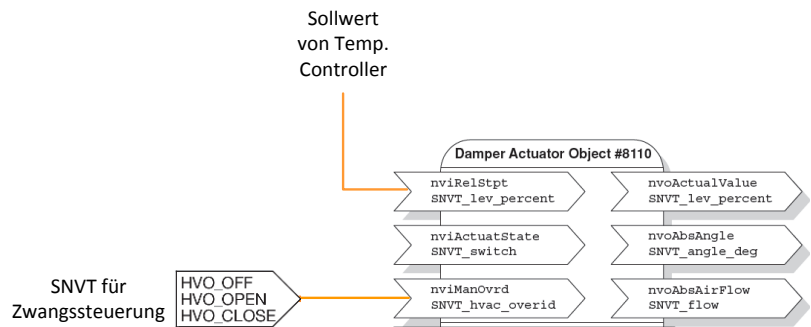 Sollwert
von Temp.
Controller
Damper Actuator Object #8110
nviRelStpt
SNVT_lev_percent
nvoActualValue
SNVT_lev_percent
nviActuatState
SNVT_switch
nvoAbsAngle
SNVT_angle_deg
SNVT für
Zwangssteuerung
HVO_OFF
HVO_OPEN
HVO_CLOSE
nviManOvrd
SNVT_hvac_overid
nvoAbsAirFlow
SNVT_flow